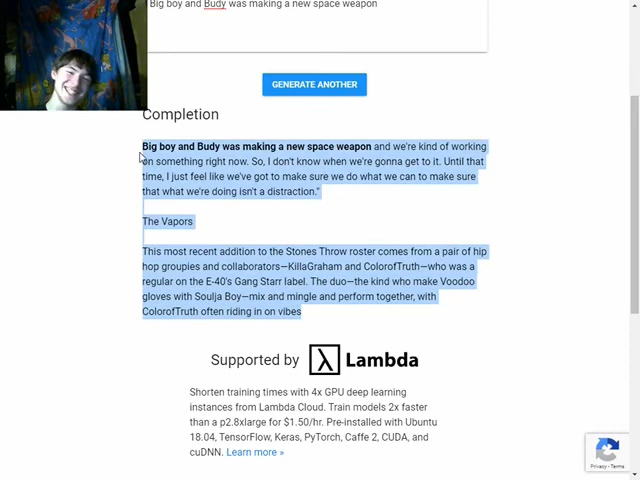 Big boy and Budy was making a new space weapon
GENERATE ANOTHER
Completion
Big boy and Budy was making a new space weapon and we're kind of working
on something right now. So, I don't know when we're gonna get to it. Until that
time, I just feel like we've got to make sure we do what we can to make sure
that what we're doing isn't a distraction."
The Vapors
This most recent addition to the Stones Throw roster comes from a pair of hip
hop groupies and collaborators—KillaGraham and ColorofTruth—who was a
regular on the E-40's Gang Starr label. The duo—the kind who make Voodoo
gloves with Soulja Boy—mix and mingle and perform together, with
ColorofTruth often riding in on vibes
Supported by λ Lambda
Shorten training times with 4x GPU deep learning
instances from Lambda Cloud. Train models 2x faster
than a p2.8xlarge for $1.50/hr. Pre-installed with Ubuntu
18.04, TensorFlow, Keras, PyTorch, Caffe 2, CUDA, and
cuDNN. Learn more »
Privacy - Terms